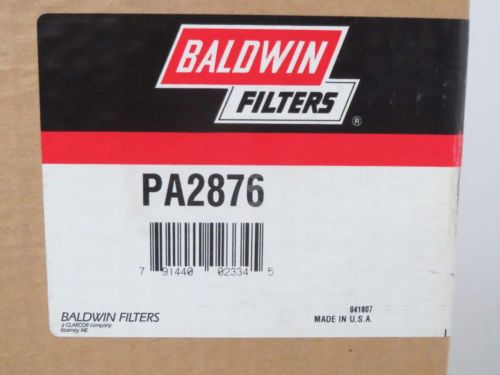 BALDWIN
FILTERS
®
PA2876
7 91440 02334 5
BALDWIN FILTERS
a CLARCOR company
Kearney, NE
041807
MADE IN U.S.A.